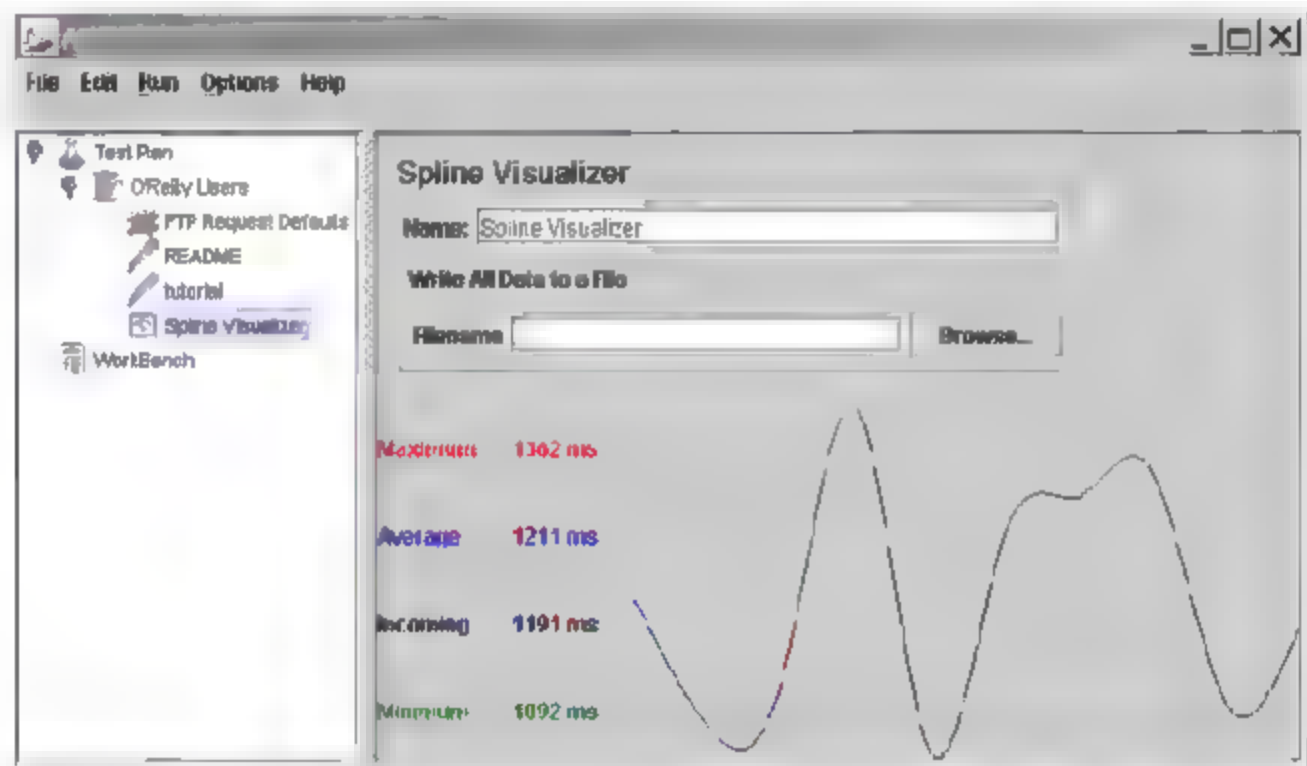 File Edit Run Options Help
Test Plan
O'Reilly Users
FTP Request Defaults
README
tutorial
Spline Visualizer
WorkBench
Spline Visualizer
Name: Spline Visualizer
Write All Data to a File
Filename Browse...
Maximum 1362 ms
Average 1211 ms
Incoming 1191 ms
Minimum 1092 ms